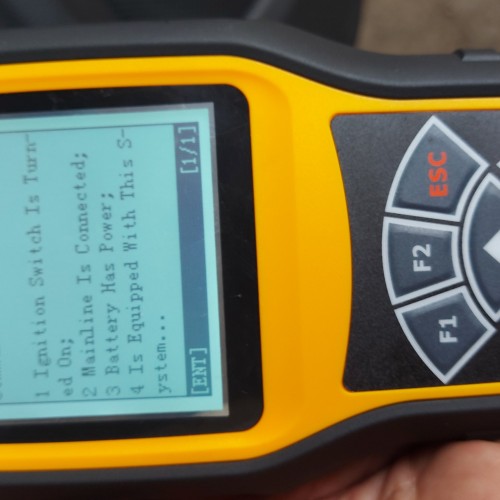 1 Ignition Switch Is Turn-
ed On;
2 Mainline Is Connected;
3 Battery Has Power;
4 Is Equipped With This S-
ystem...
[ENT] [1/1]
F1
F2
ESC